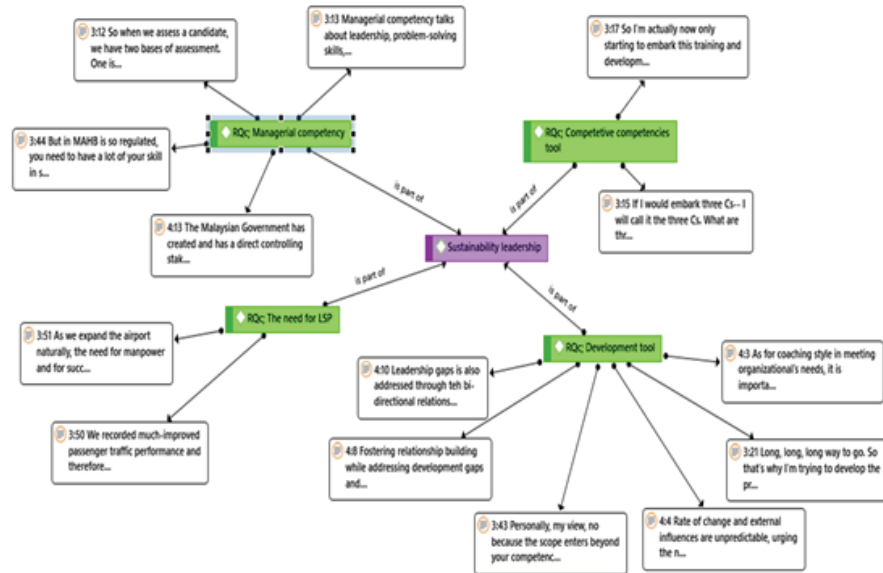 3:12 So when we assess a candidate,
we have two bases of assessment.
One is...
3:13 Managerial competency talks
about leadership, problem-solving
skills,...
3:17 So I'm actually now only
starting to embark this training and
developm...
RQc; Managerial competency
RQc; Competetive competencies
tool
3:44 But in MAHB is so regulated,
you need to have a lot of your skill
in s...
is part of
is part of
3:15 If I would embark three Cs-- I
will call it the three Cs. What are
thr...
4:13 The Malaysian Government has
created and has a direct controlling
stak...
Sustainability leadership
is part of
is part of
RQc; The need for LSP
3:51 As we expand the airport
naturally, the need for manpower
and for succ...
RQc; Development tool
4:10 Leadership gaps is also
addressed through teh bi-
directional relations...
4:3 As for coaching style in meeting
organizational's needs, it is
importa...
3:50 We recorded much-improved
passenger traffic performance and
therefore...
4:8 Fostering relationship building
while addressing development gaps
and...
3:21 Long, long, long way to go. So
that's why I'm trying to develop the
pr...
3:43 Personally, my view, no
because the scope enters beyond
your competenc...
4:4 Rate of change and external
influences are unpredictable, urging
the n...